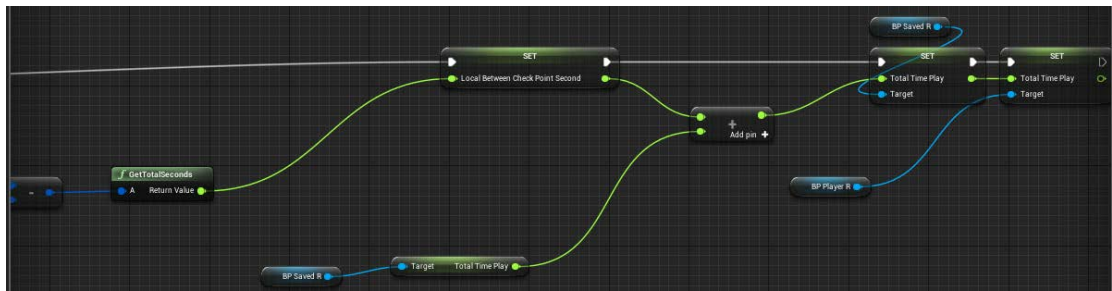 BP Saved R
SET
SET
SET
Local Between Check Point Second
Total Time Play
Total Time Play
Target
Target
+
Add pin +
f GetTotalSeconds
-
A Return Value
BP Player R
Target Total Time Play
BP Saved R